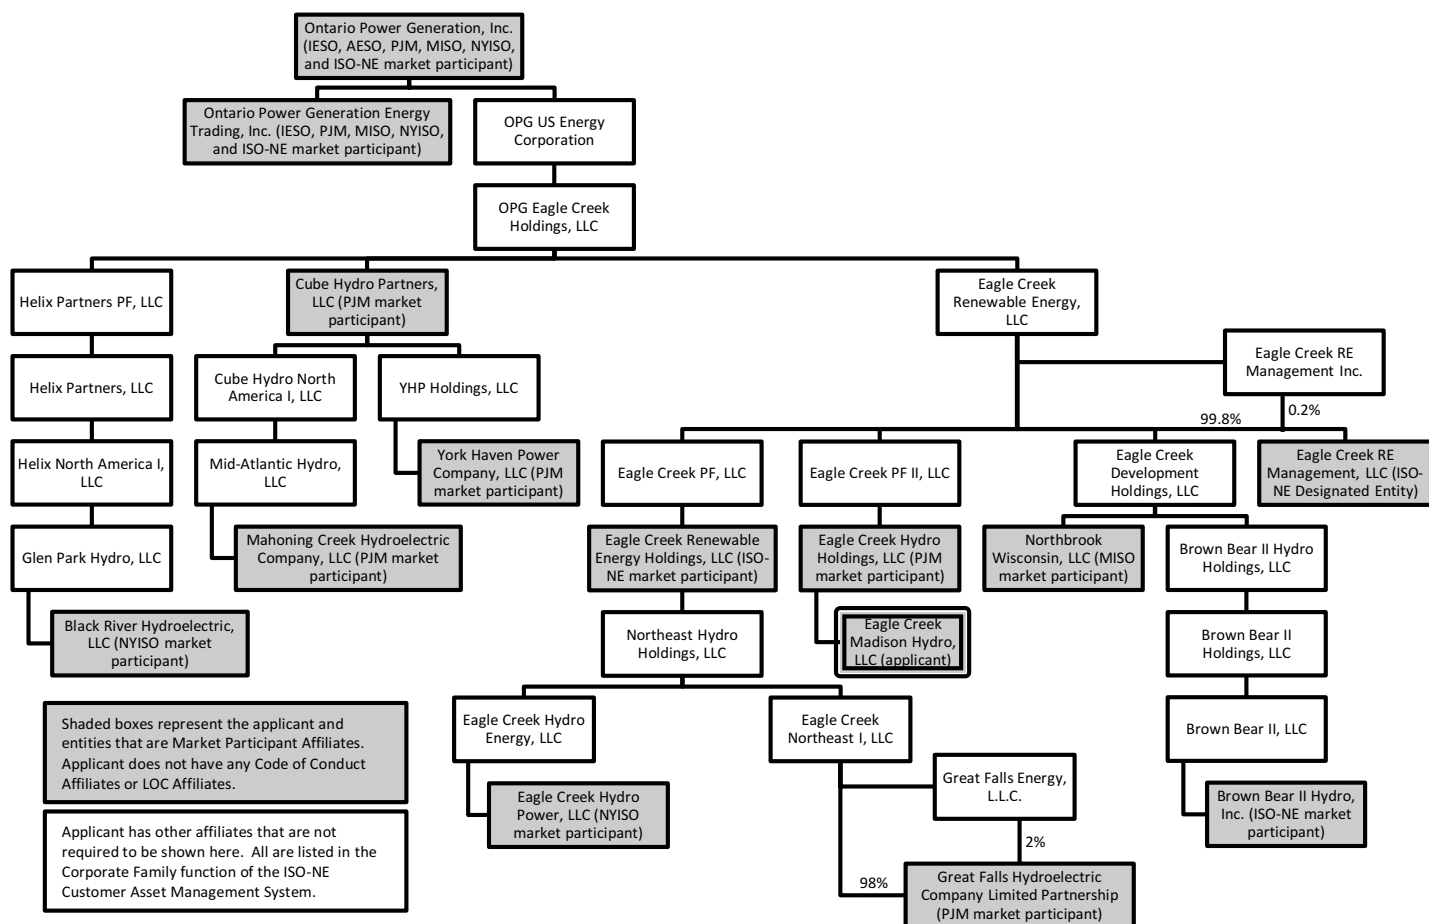 Ontario Power Generation, Inc.
(IESO, AESO, PJM, MISO, NYISO,
and ISO-NE market participant)
Ontario Power Generation Energy
Trading, Inc. (IESO, PJM, MISO, NYISO,
and ISO-NE market participant)
OPG US Energy
Corporation
OPG Eagle Creek
Holdings, LLC
Helix Partners PF, LLC
Cube Hydro Partners,
LLC (PJM market
participant)
Eagle Creek
Renewable Energy,
LLC
Helix Partners, LLC
Cube Hydro North
America I, LLC
YHP Holdings, LLC
Eagle Creek RE
Management Inc.
99.8%
0.2%
Helix North America I,
LLC
Mid-Atlantic Hydro,
LLC
York Haven Power
Company, LLC (PJM
market participant)
Eagle Creek PF, LLC
Eagle Creek PF II, LLC
Eagle Creek
Development
Holdings, LLC
Eagle Creek RE
Management, LLC (ISO-
NE Designated Entity)
Glen Park Hydro, LLC
Mahoning Creek Hydroelectric
Company, LLC (PJM market
participant)
Eagle Creek Renewable
Energy Holdings, LLC (ISO-
NE market participant)
Eagle Creek Hydro
Holdings, LLC (PJM
market participant)
Northbrook
Wisconsin, LLC (MISO
market participant)
Brown Bear II Hydro
Holdings, LLC
Black River Hydroelectric,
LLC (NYISO market
participant)
Northeast Hydro
Holdings, LLC
Eagle Creek
Madison Hydro,
LLC (applicant)
Brown Bear II
Holdings, LLC
Shaded boxes represent the applicant and
entities that are Market Participant Affiliates.
Applicant does not have any Code of Conduct
Affiliates or LOC Affiliates.
Eagle Creek Hydro
Energy, LLC
Eagle Creek
Northeast I, LLC
Brown Bear II, LLC
Great Falls Energy,
L.L.C.
Eagle Creek Hydro
Power, LLC (NYISO
market participant)
Brown Bear II Hydro,
Inc. (ISO-NE market
participant)
Applicant has other affiliates that are not
required to be shown here.  All are listed in the
Corporate Family function of the ISO-NE
Customer Asset Management System.
2%
98%
Great Falls Hydroelectric
Company Limited Partnership
(PJM market participant)